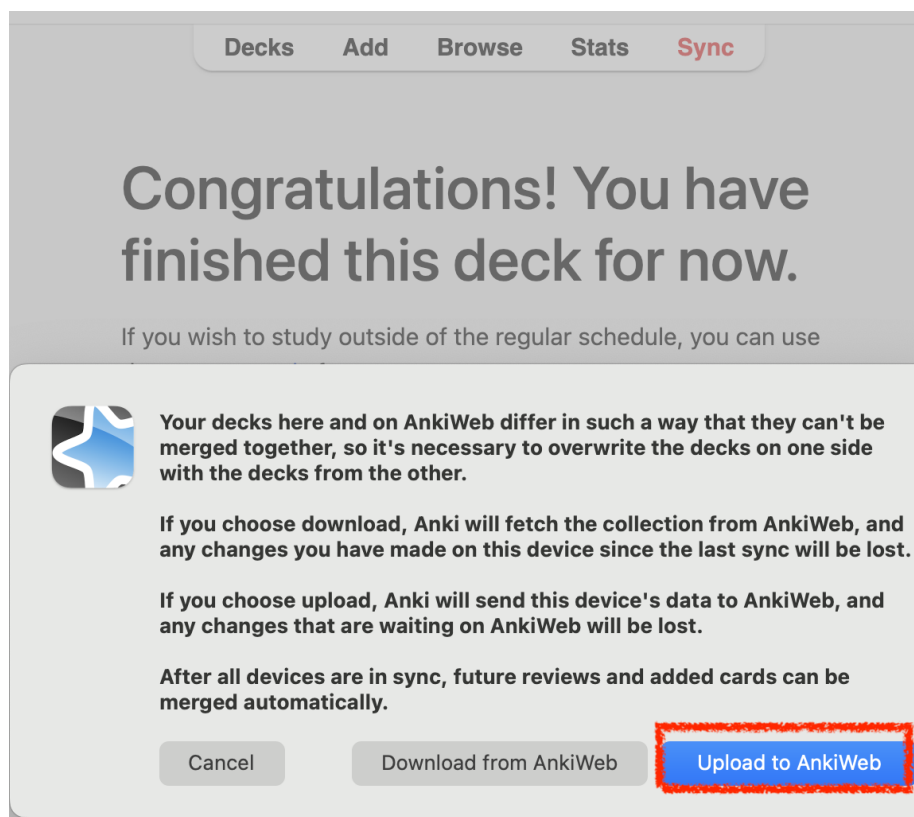 Decks Add Browse Stats Sync
Congratulations! You have
finished this deck for now.
If you wish to study outside of the regular schedule, you can use
Your decks here and on AnkiWeb differ in such a way that they can't be
merged together, so it's necessary to overwrite the decks on one side
with the decks from the other.
If you choose download, Anki will fetch the collection from AnkiWeb, and
any changes you have made on this device since the last sync will be lost.
If you choose upload, Anki will send this device's data to AnkiWeb, and
any changes that are waiting on AnkiWeb will be lost.
After all devices are in sync, future reviews and added cards can be
merged automatically.
Cancel Download from AnkiWeb Upload to AnkiWeb